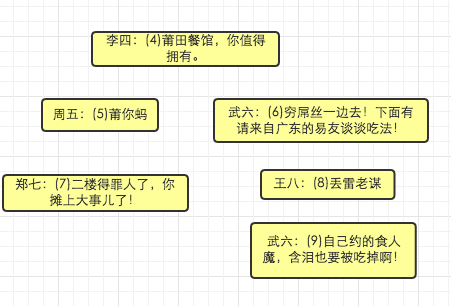 李四：(4)莆田餐馆，你值得
拥有。
周五：(5)莆你蚂
武六：(6)穷屌丝一边去！下面有
请来自广东的易友谈谈吃法！
郑七：(7)二楼得罪人了，你
摊上大事儿了！
王八：(8)丢雷老谋
武六：(9)自己约的食人
魔，含泪也要被吃掉啊！